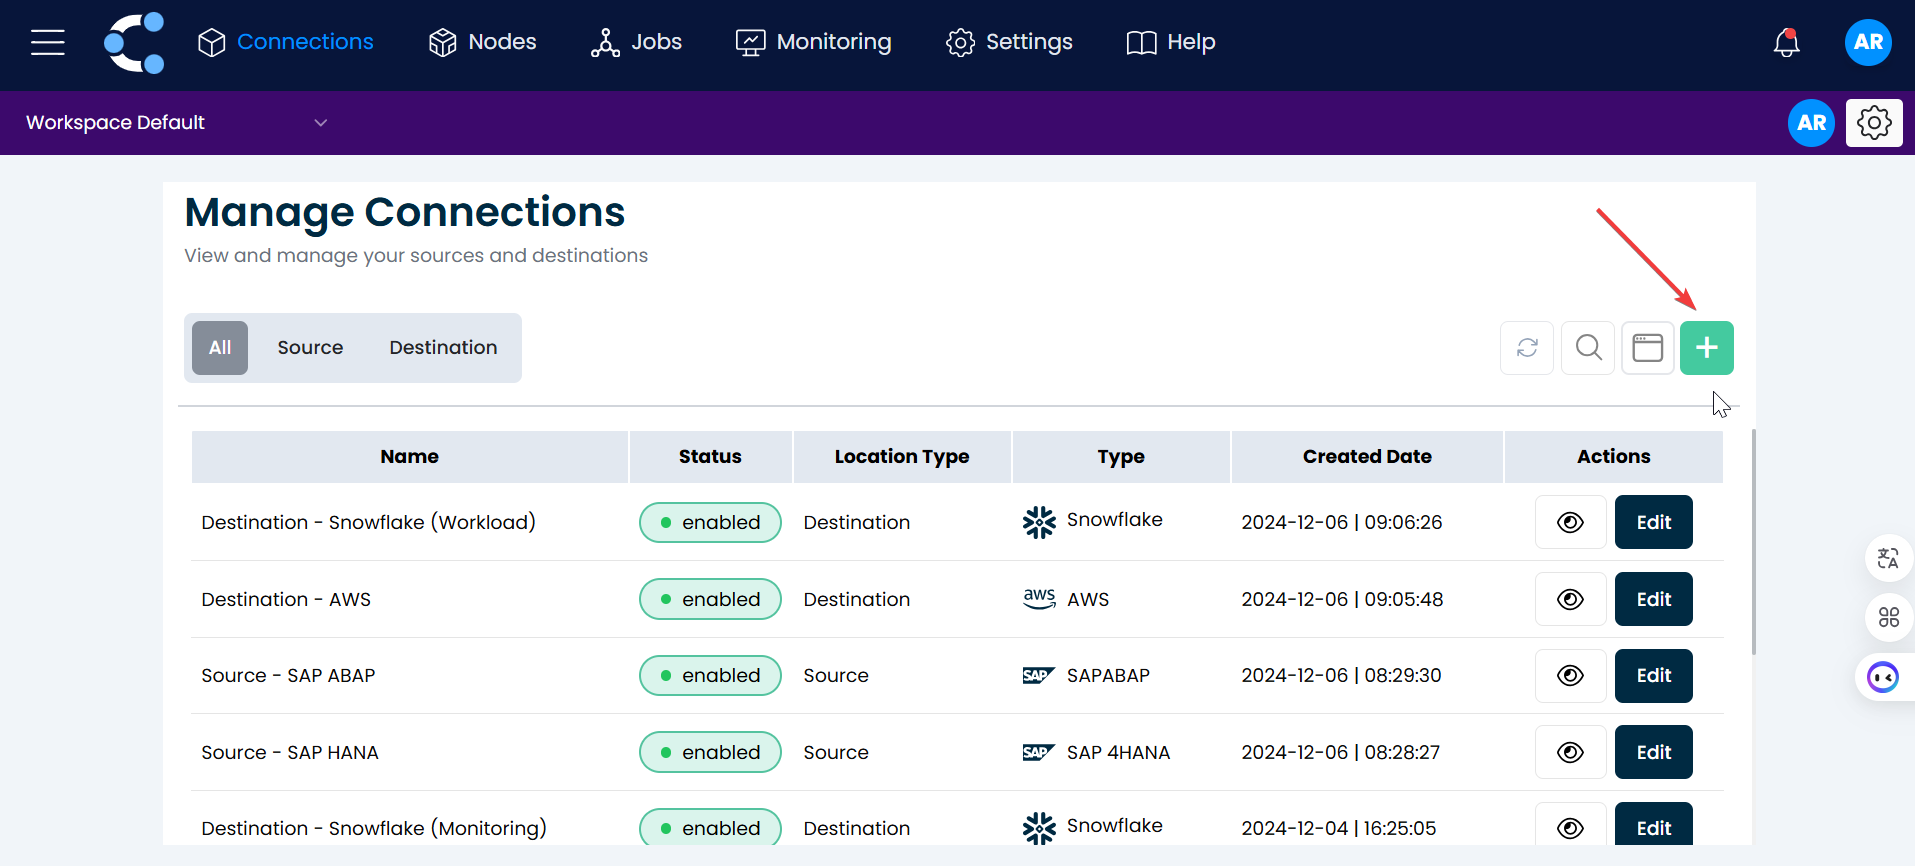 Connections Nodes Jobs Monitoring Settings Help AR
Workspace Default AR
Manage Connections
View and manage your sources and destinations
All Source Destination
Name Status Location Type Type Created Date Actions
Destination - Snowflake (Workload) enabled Destination Snowflake 2024-12-06 | 09:06:26 Edit
Destination - AWS enabled Destination aws AWS 2024-12-06 | 09:05:48 Edit
Source - SAP ABAP enabled Source SAP SAPABAP 2024-12-06 | 08:29:30 Edit
Source - SAP HANA enabled Source SAP SAP 4HANA 2024-12-06 | 08:28:27 Edit
Destination - Snowflake (Monitoring) enabled Destination Snowflake 2024-12-04 | 16:25:05 Edit